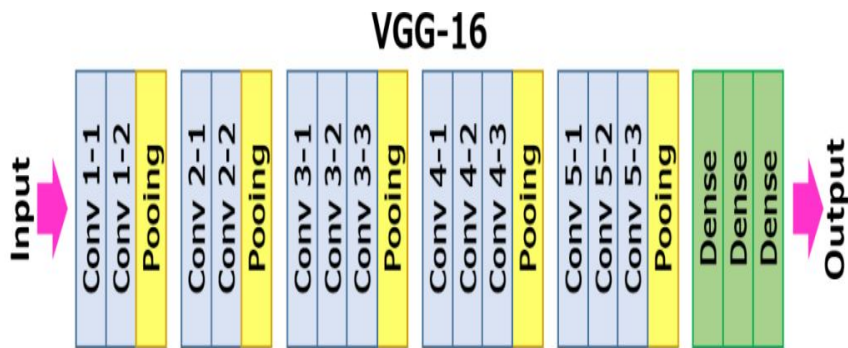 VGG-16
Input
Conv 1-1
Conv 1-2
Pooing
Conv 2-1
Conv 2-2
Pooing
Conv 3-1
Conv 3-2
Conv 3-3
Pooing
Conv 4-1
Conv 4-2
Conv 4-3
Pooing
Conv 5-1
Conv 5-2
Conv 5-3
Pooing
Dense
Dense
Dense
Output